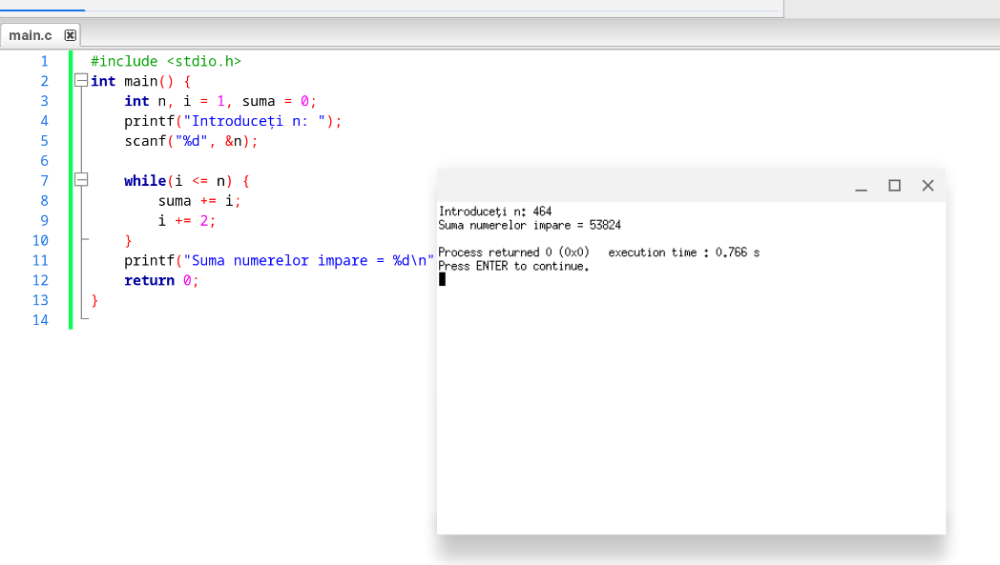 main.c
1 #include <stdio.h>
2 int main() {
3 int n, i = 1, suma = 0;
4 printf("Introduceți n: ");
5 scanf("%d", &n);
6
7 while(i <= n) {
8 suma += i;
9 i += 2;
10 }
11 printf("Suma numerelor impare = %d\n"
12 return 0;
13 }
14
Introduceți n: 464
Suma numerelor impare = 53824
Process returned 0 (0x0)   execution time : 0.766 s
Press ENTER to continue.